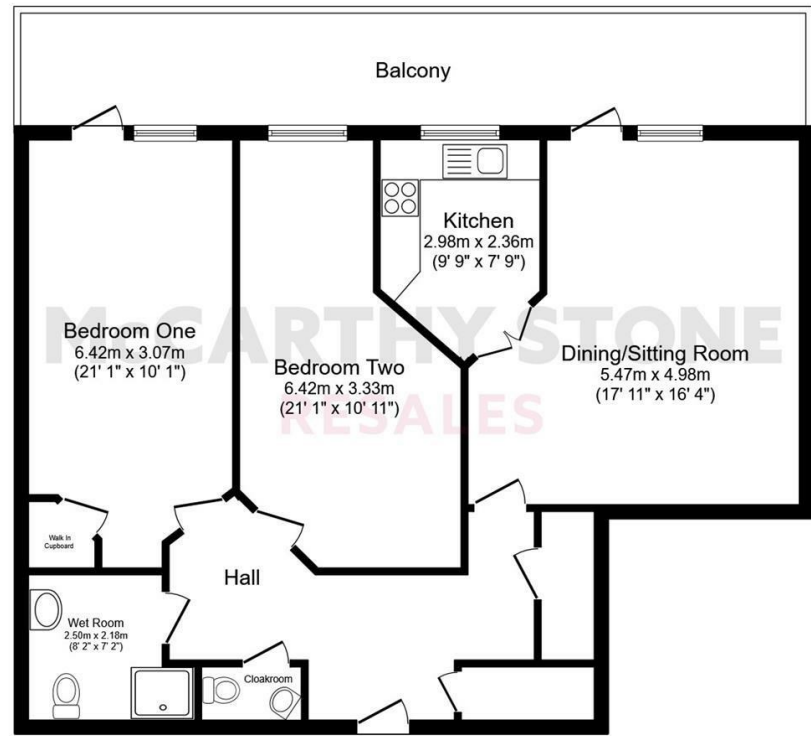 Balcony
Kitchen
2.98m x 2.36m
(9' 9" x 7' 9")
McCARTHY STONE
RESALES
Bedroom One
6.42m x 3.07m
(21' 1" x 10' 1")
Bedroom Two
6.42m x 3.33m
(21' 1" x 10' 11")
Dining/Sitting Room
5.47m x 4.98m
(17' 11" x 16' 4")
Walk In
Cupboard
Hall
Wet Room
2.50m x 2.18m
(8' 2" x 7' 2")
Cloakroom